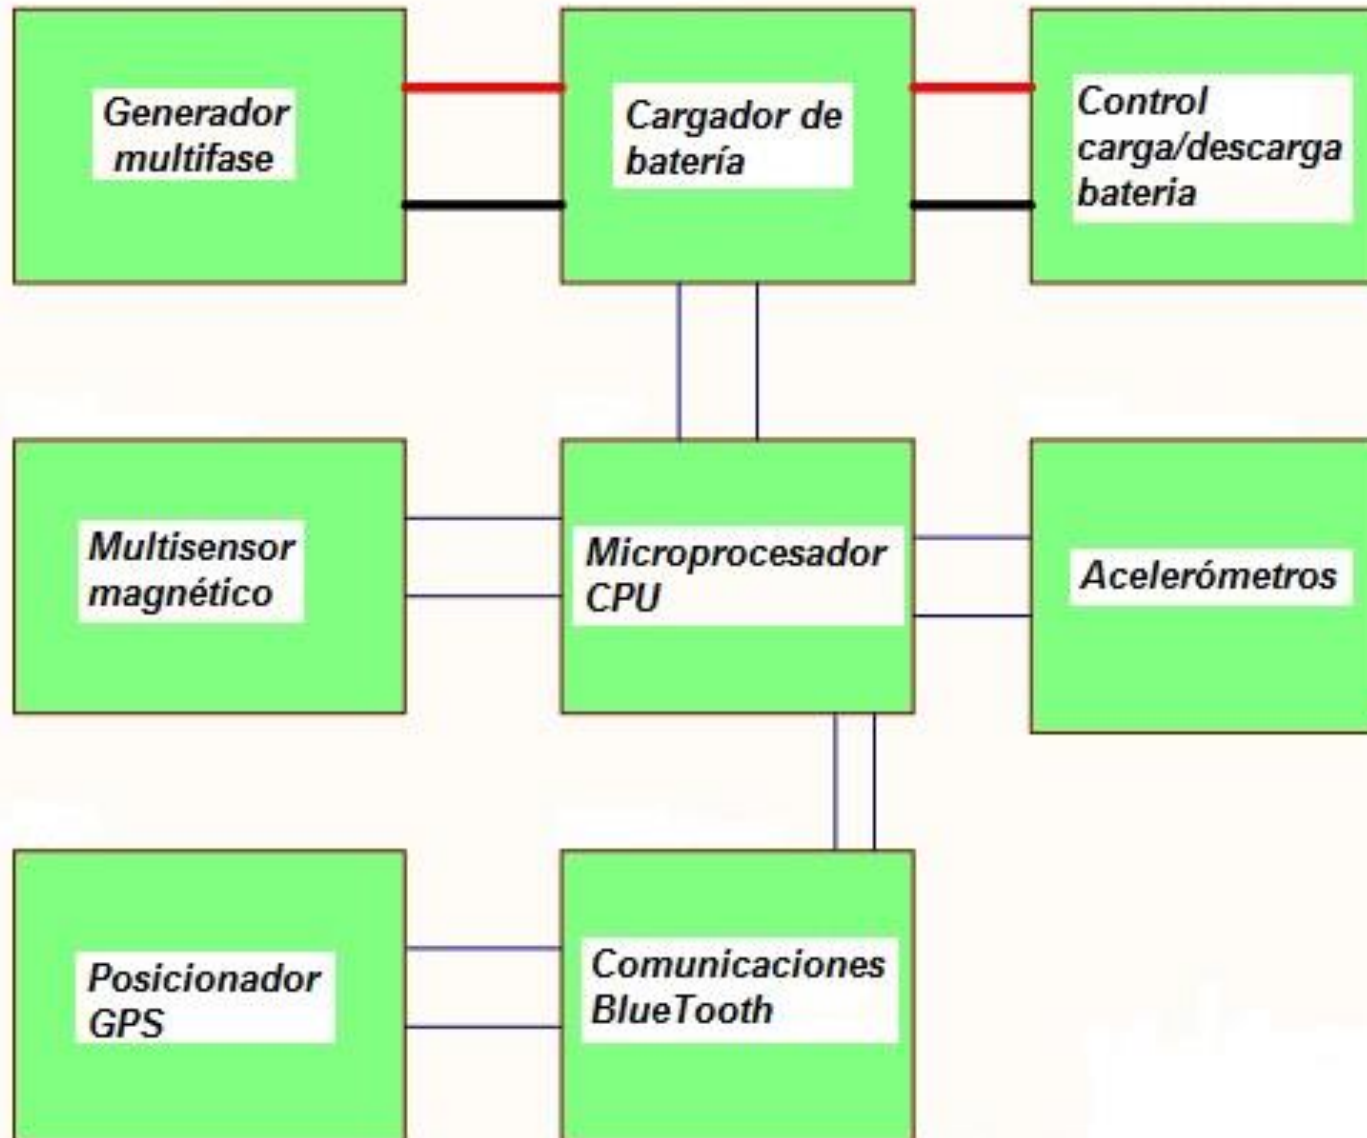 Generador
multifase
Cargador de
batería
Control
carga/descarga
bateria
Multisensor
magnético
Microprocesador
CPU
Acelerómetros
Posicionador
GPS
Comunicaciones
BlueTooth